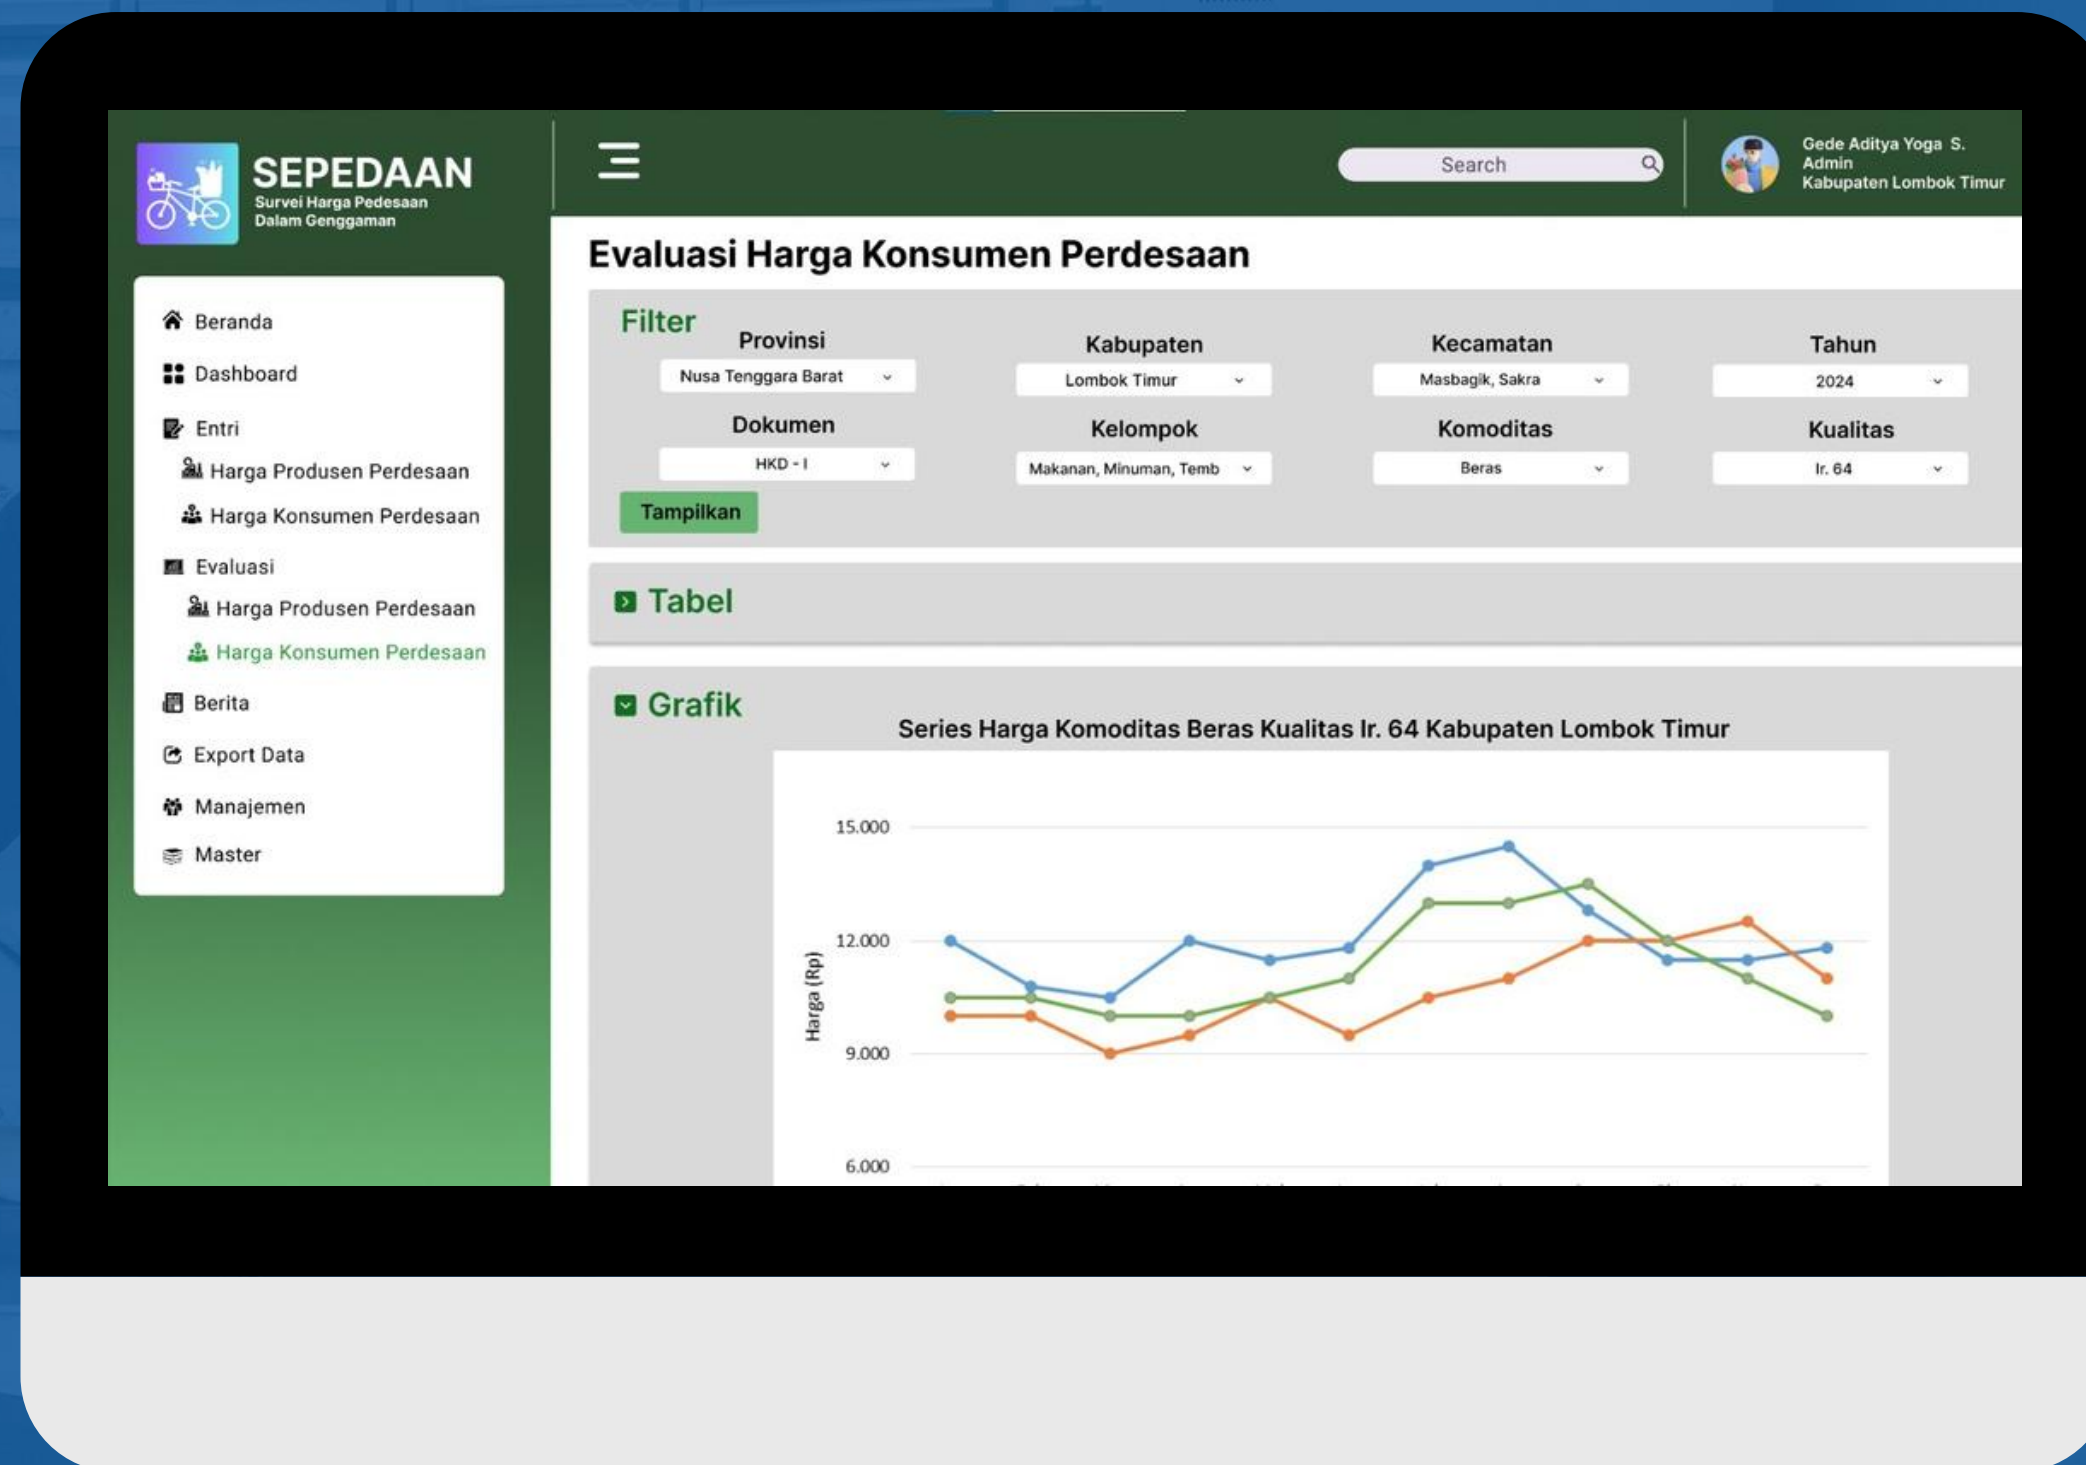 SEPEDAAN
Survei Harga Pedesaan
Dalam Genggaman
Search
Gede Aditya Yoga S.
Admin
Kabupaten Lombok Timur
Beranda
Dashboard
Entri
Harga Produsen Perdesaan
Harga Konsumen Perdesaan
Evaluasi
Harga Produsen Perdesaan
Harga Konsumen Perdesaan
Berita
Export Data
Manajemen
Master
Evaluasi Harga Konsumen Perdesaan
Filter
Provinsi Kabupaten Kecamatan Tahun
Nusa Tenggara Barat Lombok Timur Masbagik, Sakra 2024
Dokumen Kelompok Komoditas Kualitas
HKD - I Makanan, Minuman, Temb Beras Ir. 64
Tampilkan
Tabel
Grafik
Series Harga Komoditas Beras Kualitas Ir. 64 Kabupaten Lombok Timur
Harga (Rp)
15.000
12.000
9.000
6.000